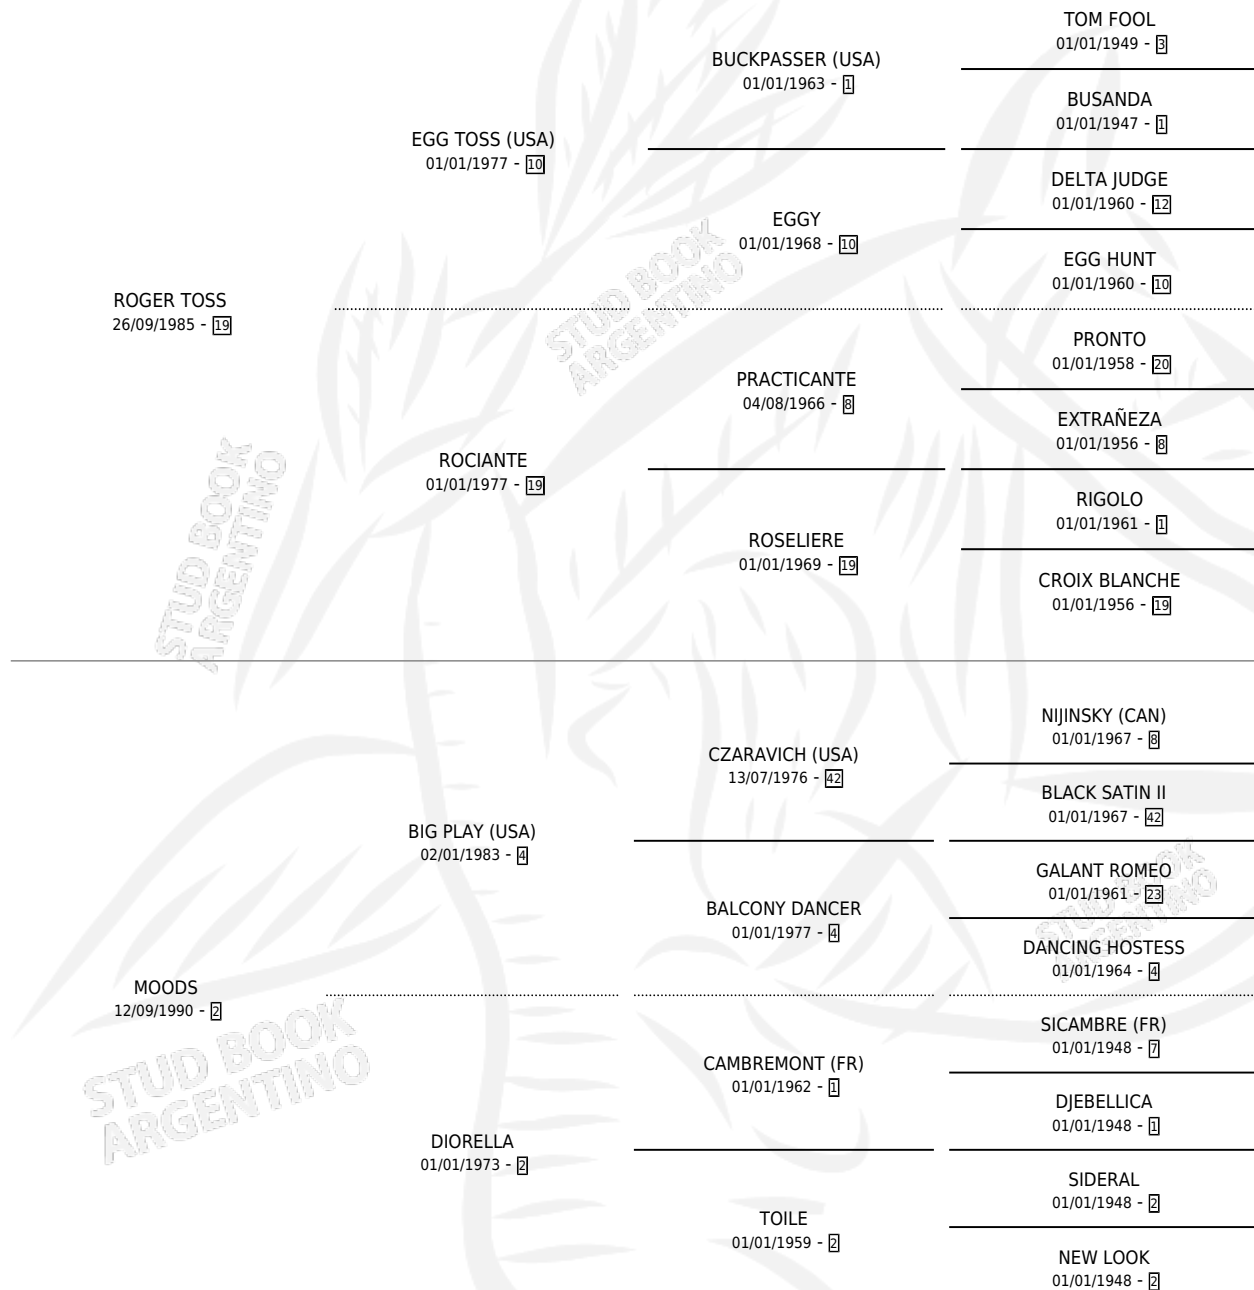 TOM FOOL
01/01/1949 - 3
BUCKPASSER (USA)
01/01/1963 - 1
BUSANDA
01/01/1947 - 1
EGG TOSS (USA)
01/01/1977 - 10
DELTA JUDGE
01/01/1960 - 12
EGGY
01/01/1968 - 10
EGG HUNT
01/01/1960 - 10
ROGER TOSS
26/09/1985 - 19
PRONTO
01/01/1958 - 20
PRACTICANTE
04/08/1966 - 8
EXTRAÑEZA
01/01/1956 - 8
ROCIANTE
01/01/1977 - 19
RIGOLO
01/01/1961 - 1
ROSELIERE
01/01/1969 - 19
CROIX BLANCHE
01/01/1956 - 19
NIJINSKY (CAN)
01/01/1967 - 8
CZARAVICH (USA)
13/07/1976 - 42
BLACK SATIN II
01/01/1967 - 42
BIG PLAY (USA)
02/01/1983 - 4
GALANT ROMEO
01/01/1961 - 23
BALCONY DANCER
01/01/1977 - 4
DANCING HOSTESS
01/01/1964 - 4
MOODS
12/09/1990 - 2
SICAMBRE (FR)
01/01/1948 - 7
CAMBREMONT (FR)
01/01/1962 - 1
DJEBELLICA
01/01/1948 - 1
DIORELLA
01/01/1973 - 2
SIDERAL
01/01/1948 - 2
TOILE
01/01/1959 - 2
NEW LOOK
01/01/1948 - 2
STUD BOOK
ARGENTINO
STUD BOOK
ARGENTINO
STUD BOOK
ARGENTINO
STUD BOOK
ARGENTINO